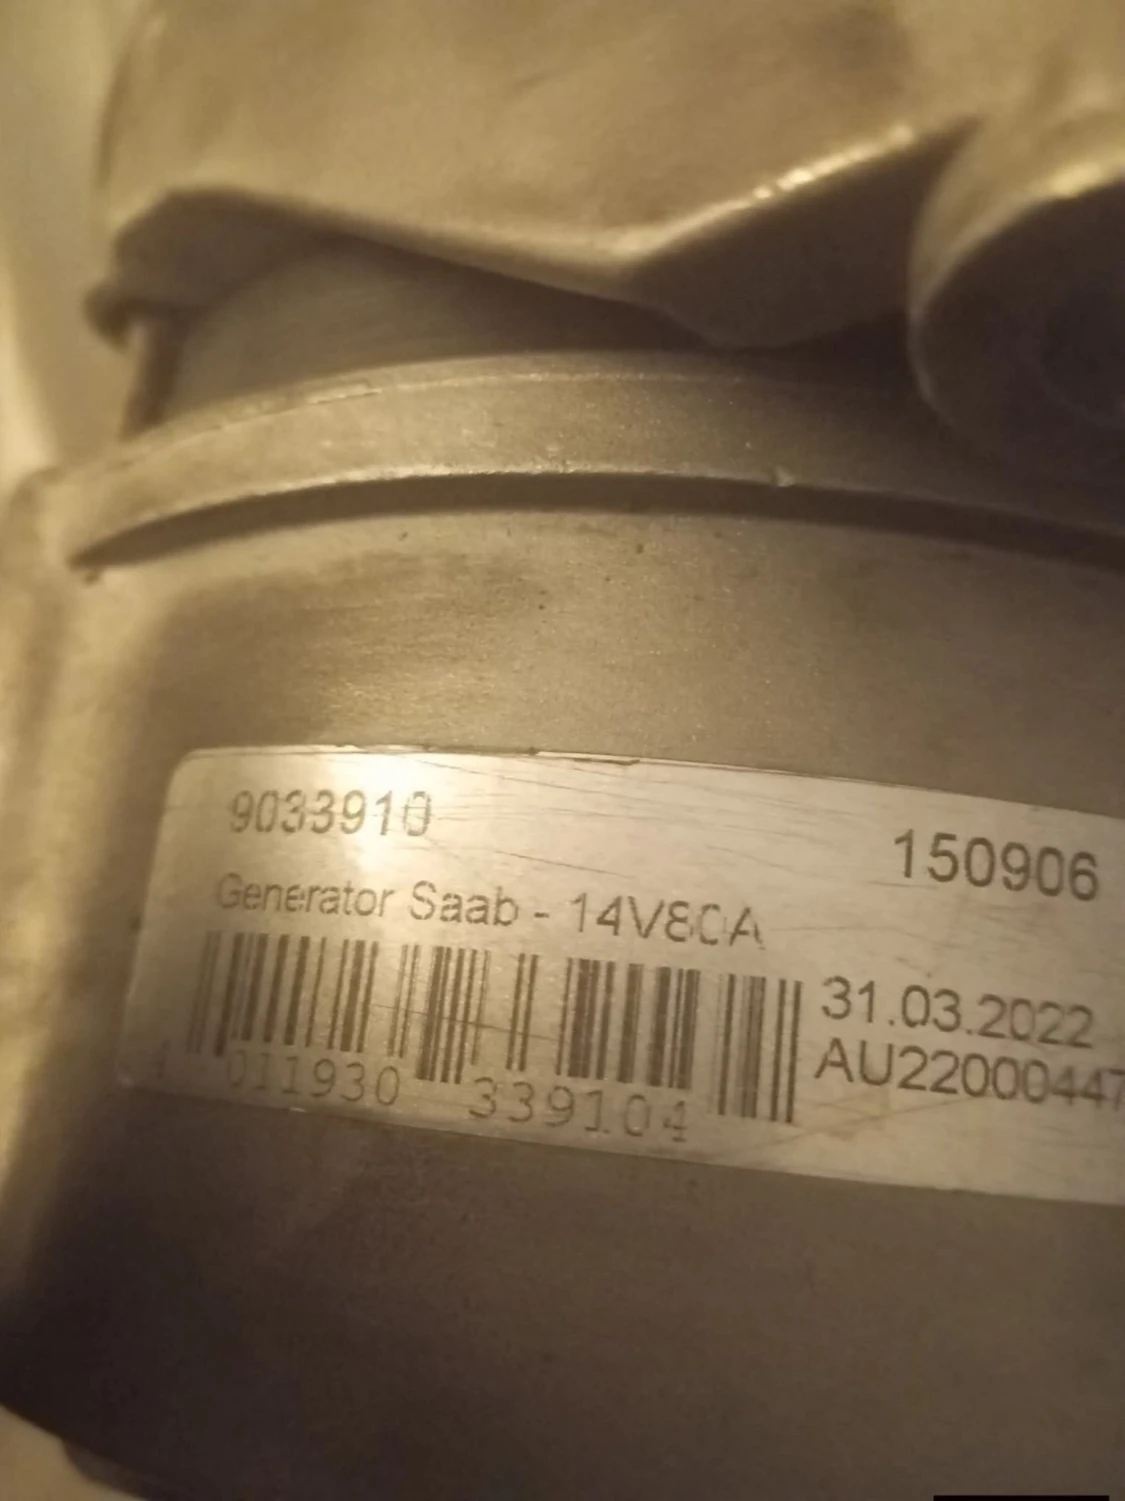 9033910
150906
Generator Saab - 14V80A
31.03.2022
AU22000447
011930 339104